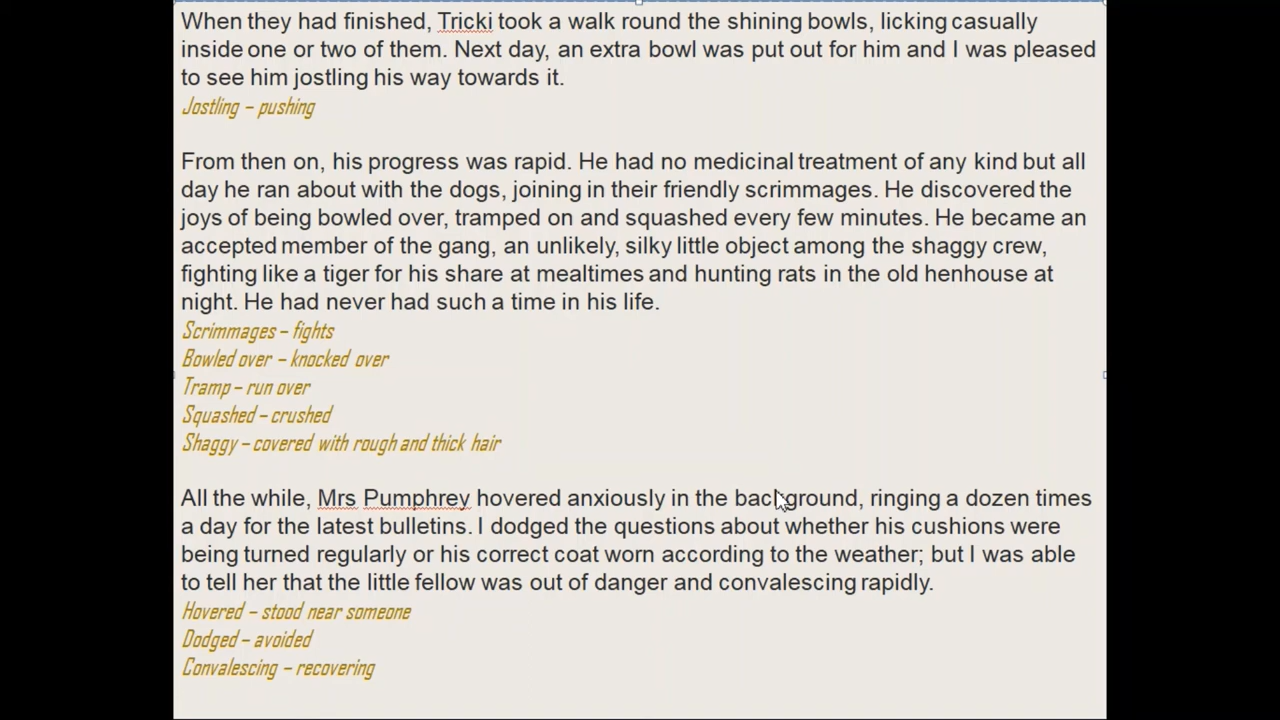 When they had finished, Tricki took a walk round the shining bowls, licking casually
inside one or two of them. Next day, an extra bowl was put out for him and I was pleased
to see him jostling his way towards it.
Jostling – pushing
From then on, his progress was rapid. He had no medicinal treatment of any kind but all
day he ran about with the dogs, joining in their friendly scrimmages. He discovered the
joys of being bowled over, tramped on and squashed every few minutes. He became an
accepted member of the gang, an unlikely, silky little object among the shaggy crew,
fighting like a tiger for his share at mealtimes and hunting rats in the old henhouse at
night. He had never had such a time in his life.
Scrimmages – fights
Bowled over – knocked over
Tramp – run over
Squashed – crushed
Shaggy – covered with rough and thick hair
All the while, Mrs Pumphrey hovered anxiously in the background, ringing a dozen times
a day for the latest bulletins. I dodged the questions about whether his cushions were
being turned regularly or his correct coat worn according to the weather; but I was able
to tell her that the little fellow was out of danger and convalescing rapidly.
Hovered – stood near someone
Dodged – avoided
Convalescing – recovering